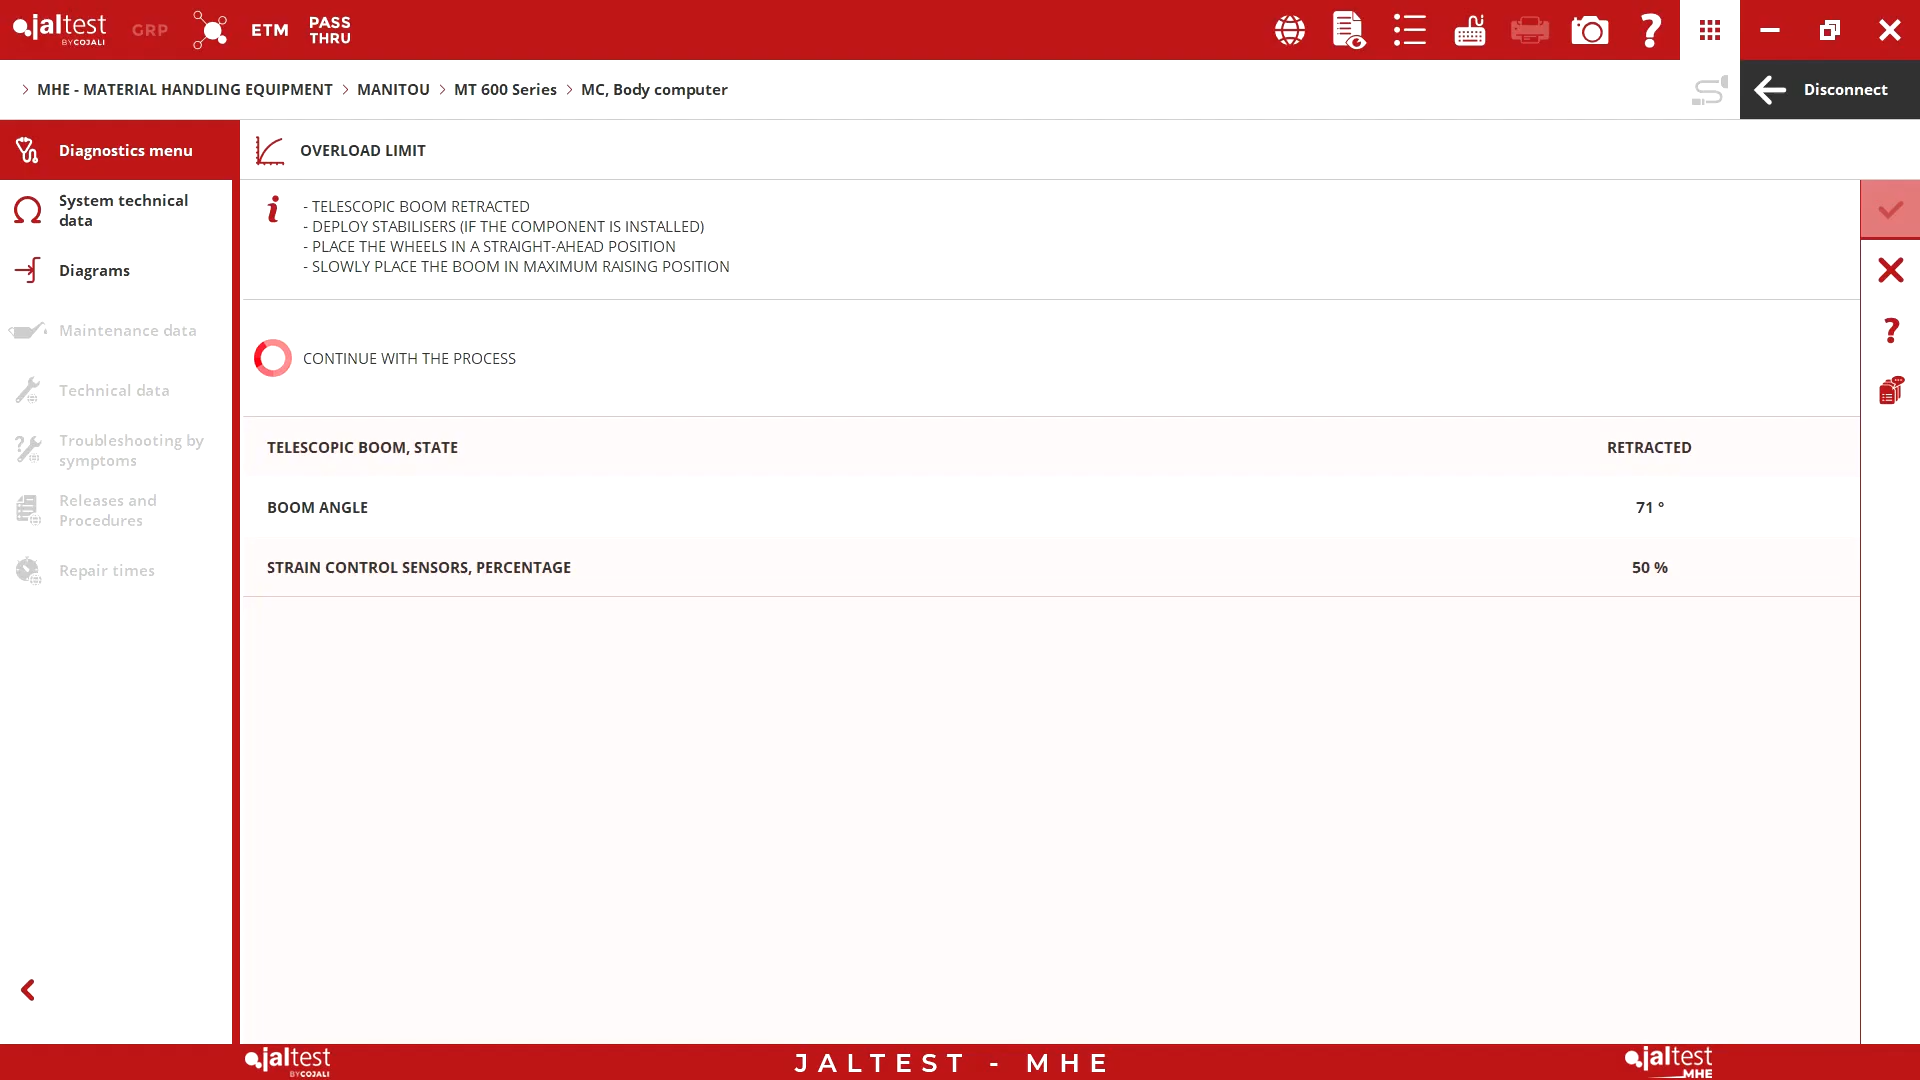 jaltest
BY COJALI
GRP
ETM
PASS
THRU
MHE - MATERIAL HANDLING EQUIPMENT
MANITOU
MT 600 Series
MC, Body computer
Disconnect
Diagnostics menu
System technical
data
Diagrams
Maintenance data
Technical data
Troubleshooting by
symptoms
Releases and
Procedures
Repair times
OVERLOAD LIMIT
- TELESCOPIC BOOM RETRACTED
- DEPLOY STABILISERS (IF THE COMPONENT IS INSTALLED)
- PLACE THE WHEELS IN A STRAIGHT-AHEAD POSITION
- SLOWLY PLACE THE BOOM IN MAXIMUM RAISING POSITION
CONTINUE WITH THE PROCESS
TELESCOPIC BOOM, STATE RETRACTED
BOOM ANGLE 71 °
STRAIN CONTROL SENSORS, PERCENTAGE 50 %
jaltest
BY COJALI
JALTEST - MHE
jaltest
MHE